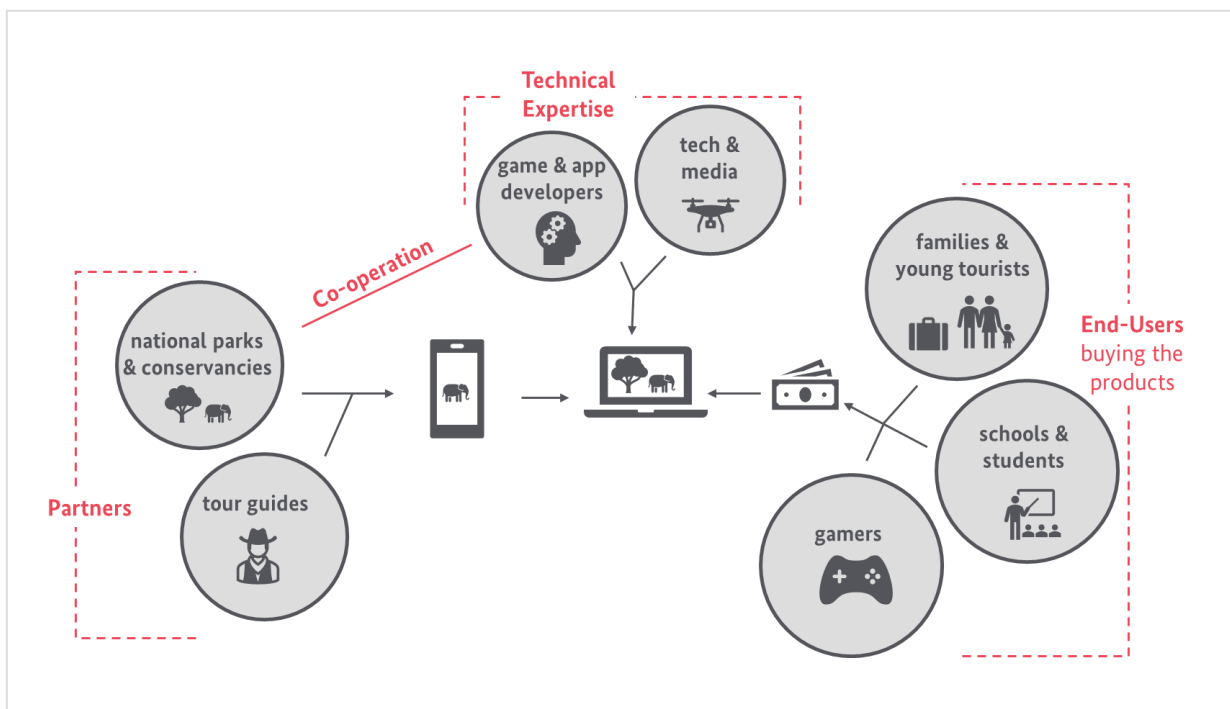 Technical
Expertise
game & app
developers
tech &
media
Co-operation
national parks
& conservancies
tour guides
Partners
families &
young tourists
End-Users
buying the
products
schools &
students
gamers